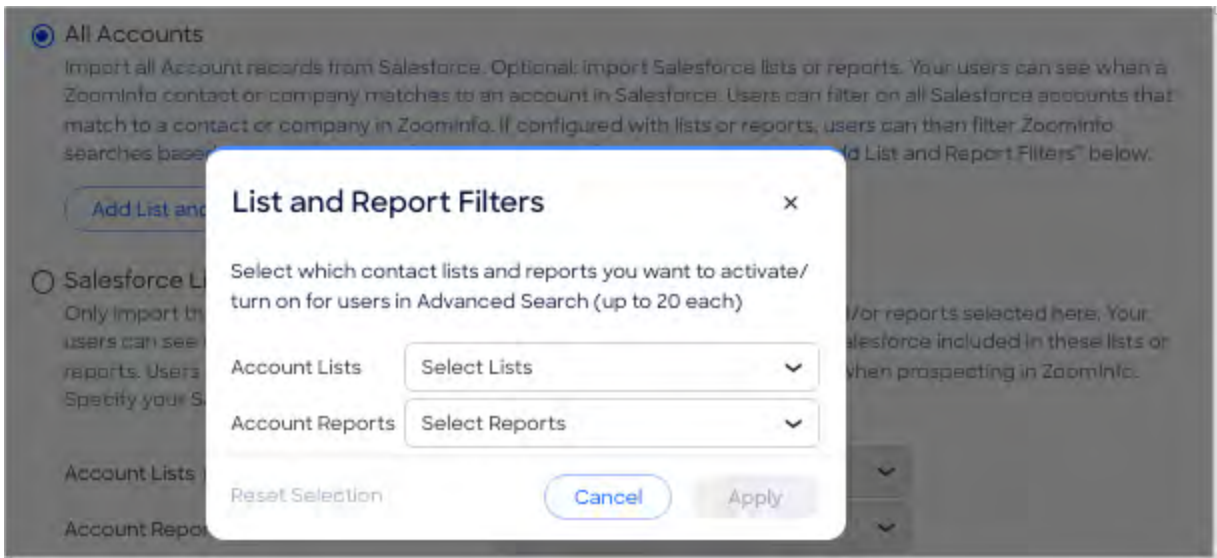 All Accounts
Import all Account records from Salesforce. Optional: import Salesforce lists or reports. Your users can see when a
ZoomInfo contact or company matches to an account in Salesforce. Users can filter on all Salesforce accounts that
match to a contact or company in ZoomInfo. If configured with lists or reports, users can then filter ZoomInfo
searches based
List and Report Filters" below.
Add List and
List and Report Filters
Select which contact lists and reports you want to activate/
turn on for users in Advanced Search (up to 20 each)
Account Lists Select Lists
Account Reports Select Reports
Reset Selection Cancel Apply
Salesforce
Only import
/or reports selected here. Your
users can see
included in these lists or
reports. Users
when prospecting in ZoomInfo.
Specify your
Account Lists
Account